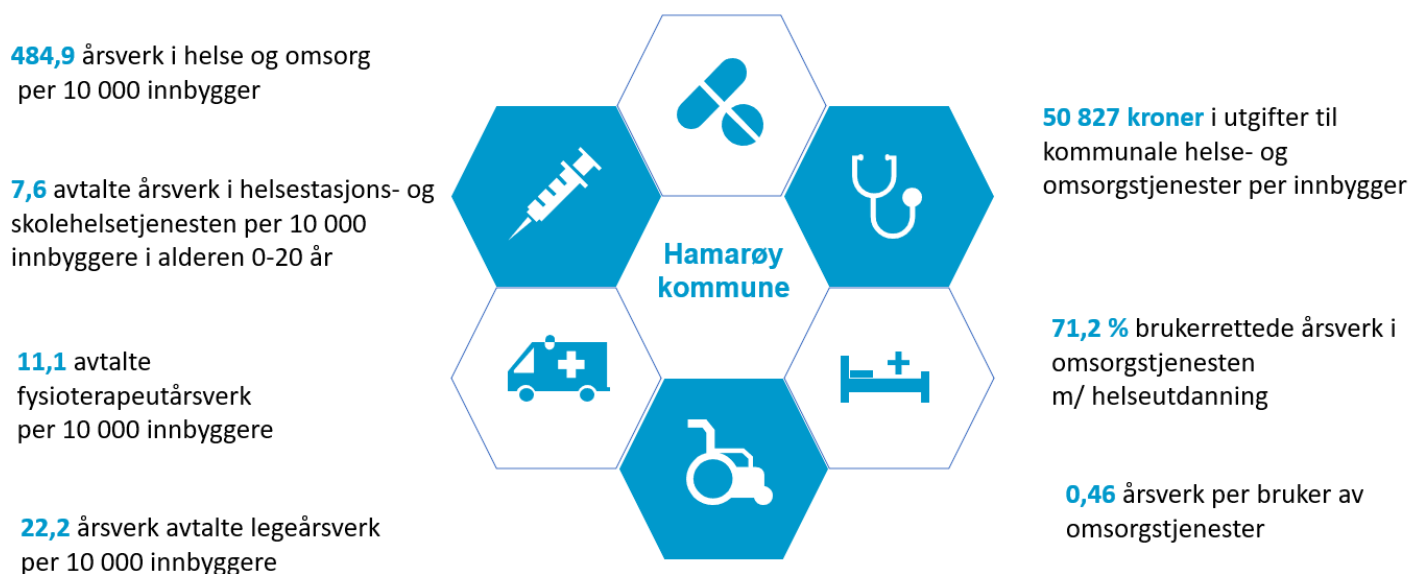 484,9 årsverk i helse og omsorg
per 10 000 innbygger
7,6 avtalte årsverk i helsestasjons- og
skolehelsetjenesten per 10 000
innbyggere i alderen 0-20 år
11,1 avtalte
fysioterapeutårsverk
per 10 000 innbyggere
22,2 årsverk avtalte legeårsverk
per 10 000 innbyggere
Hamarøy
kommune
50 827 kroner i utgifter til
kommunale helse- og
omsorgstjenester per innbygger
71,2 % brukerrettede årsverk i
omsorgstjenesten
m/ helseutdanning
0,46 årsverk per bruker av
omsorgstjenester